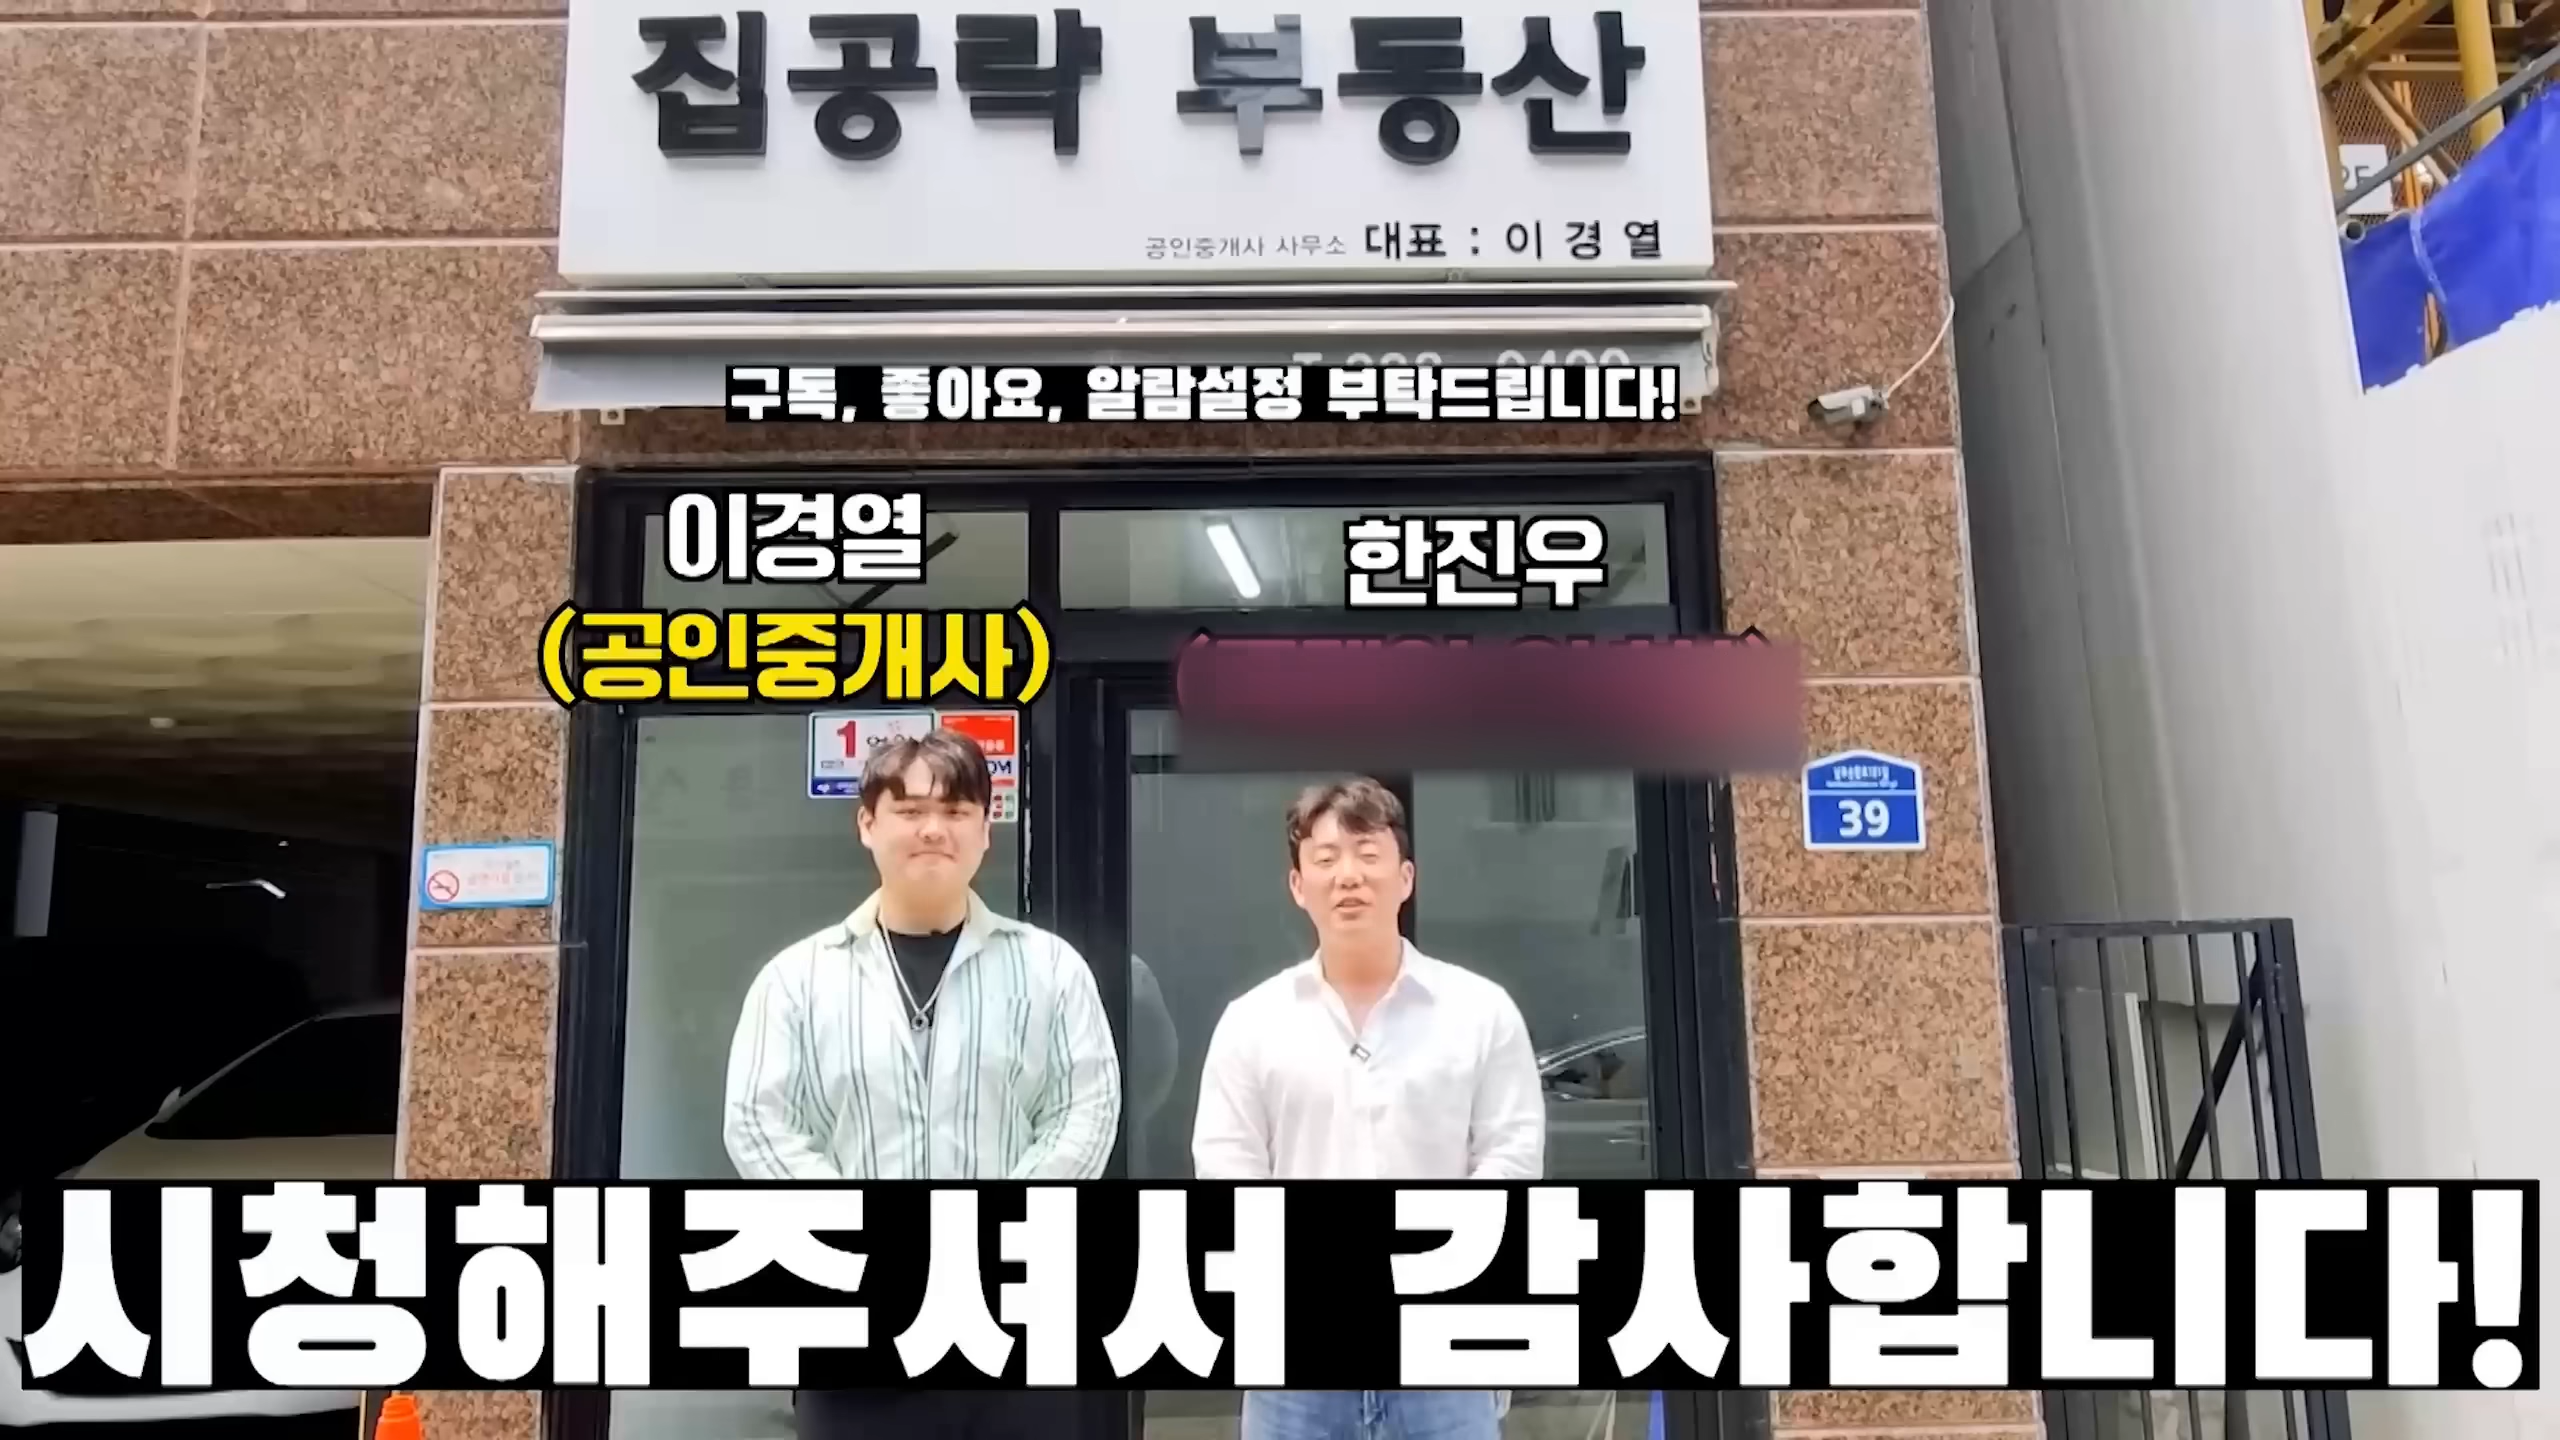 집공락 부동산
공인중개사 사무소 대표 : 이경열
구독, 좋아요, 알람설정 부탁드립니다!
이경열
한진우
(공인중개사)
1
39
시청해주셔서 감사합니다!